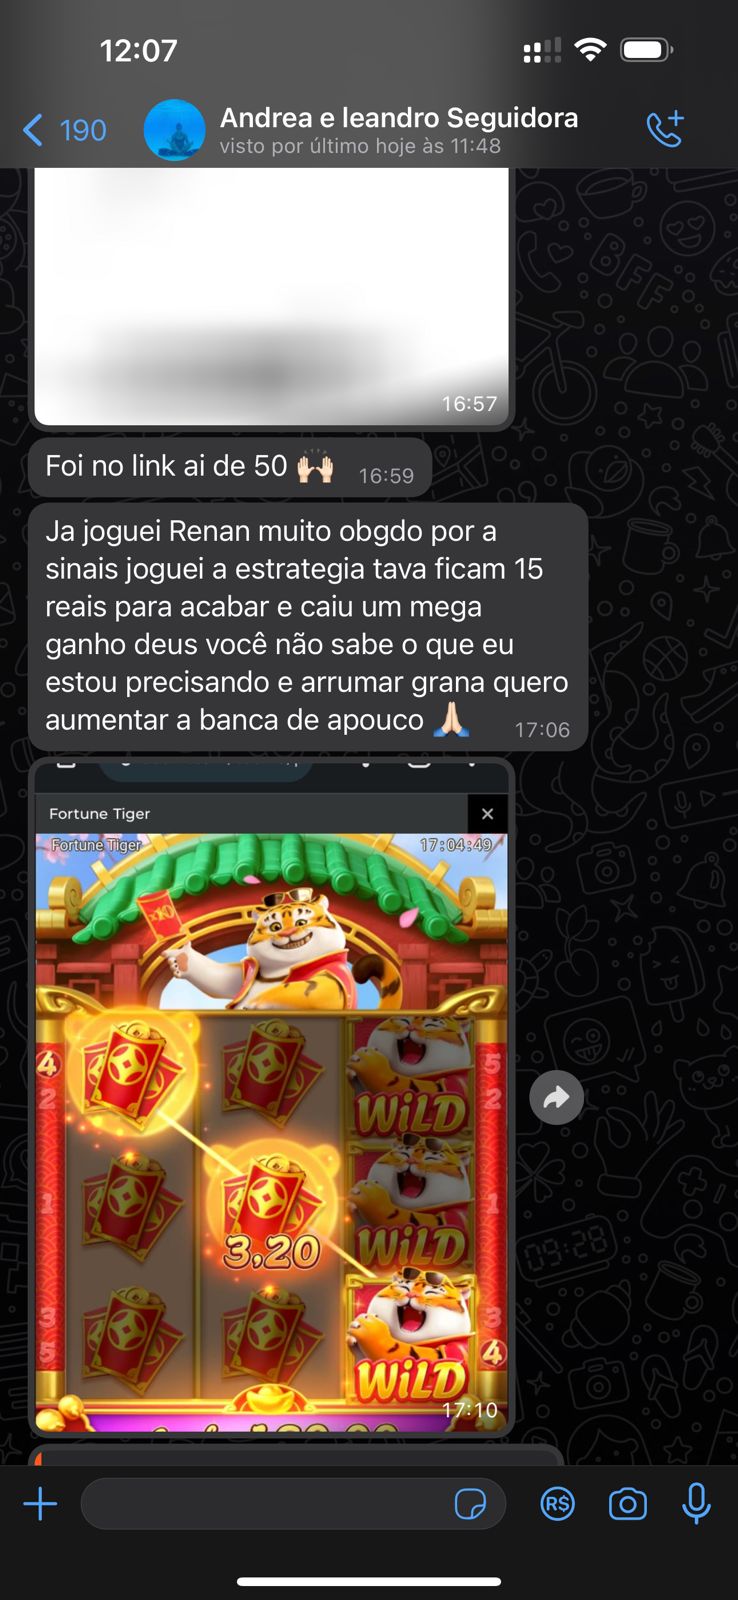 12:07
190
Andrea e leandro Seguidora
visto por último hoje às 11:48
16:57
Foi no link ai de 50 🙌🏻 16:59
Ja joguei Renan muito obgdo por a
sinais joguei a estrategia tava ficam 15
reais para acabar e caiu um mega
ganho deus você não sabe o que eu
estou precisando e arrumar grana quero
aumentar a banca de apouco 🙏🏻 17:06
Fortune Tiger
Fortune Tiger 17:04:49
X10
4 5
2 2
WILD
1 1
3,20 WILD
3 3
5 4
WILD
17:10
R$